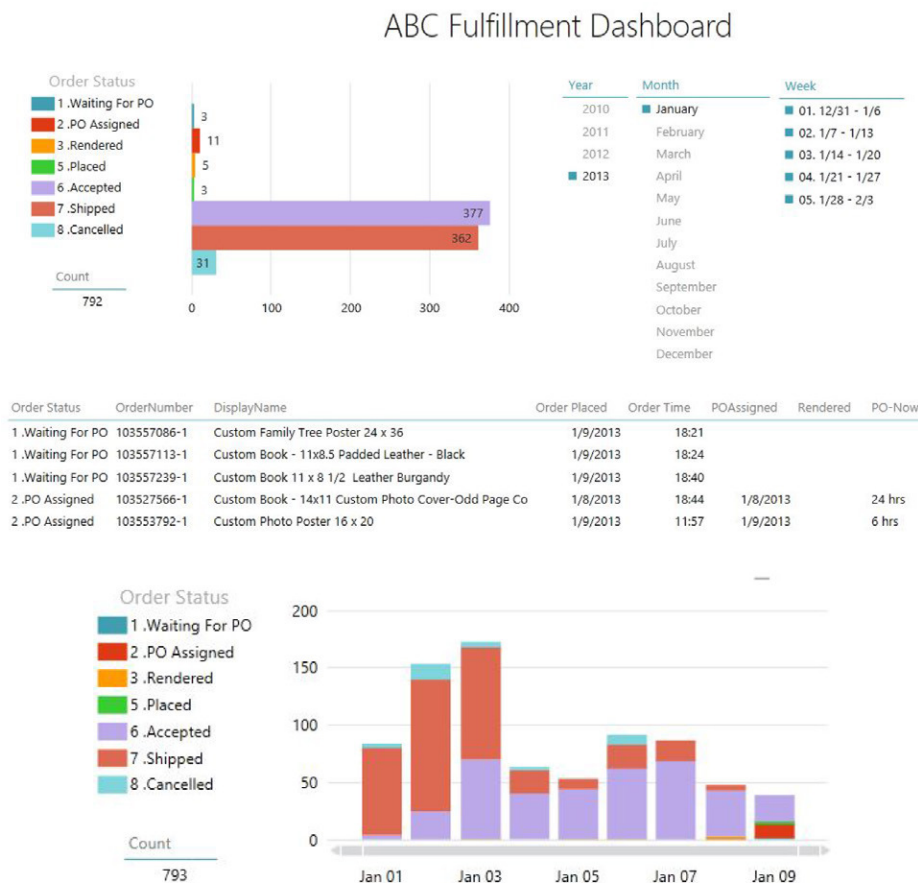 ABC Fulfillment Dashboard
Order Status
1 .Waiting For PO
2 .PO Assigned
3 .Rendered
5 .Placed
6 .Accepted
7 .Shipped
8 .Cancelled
Count
792
3
11
5
3
377
362
31
0 100 200 300 400
Year
2010
2011
2012
2013
Month
January
February
March
April
May
June
July
August
September
October
November
December
Week
01. 12/31 - 1/6
02. 1/7 - 1/13
03. 1/14 - 1/20
04. 1/21 - 1/27
05. 1/28 - 2/3
Order Status OrderNumber DisplayName Order Placed Order Time POAssigned Rendered PO-Now
1 .Waiting For PO 103557086-1 Custom Family Tree Poster 24 x 36 1/9/2013 18:21
1 .Waiting For PO 103557113-1 Custom Book - 11x8.5 Padded Leather - Black 1/9/2013 18:24
1 .Waiting For PO 103557239-1 Custom Book 11 x 8 1/2 Leather Burgandy 1/9/2013 18:40
2 .PO Assigned 103527566-1 Custom Book - 14x11 Custom Photo Cover-Odd Page Co 1/8/2013 18:44 1/8/2013 24 hrs
2 .PO Assigned 103553792-1 Custom Photo Poster 16 x 20 1/9/2013 11:57 1/9/2013 6 hrs
Order Status
1 .Waiting For PO
2 .PO Assigned
3 .Rendered
5 .Placed
6 .Accepted
7 .Shipped
8 .Cancelled
Count
793
200
150
100
50
0
Jan 01 Jan 03 Jan 05 Jan 07 Jan 09